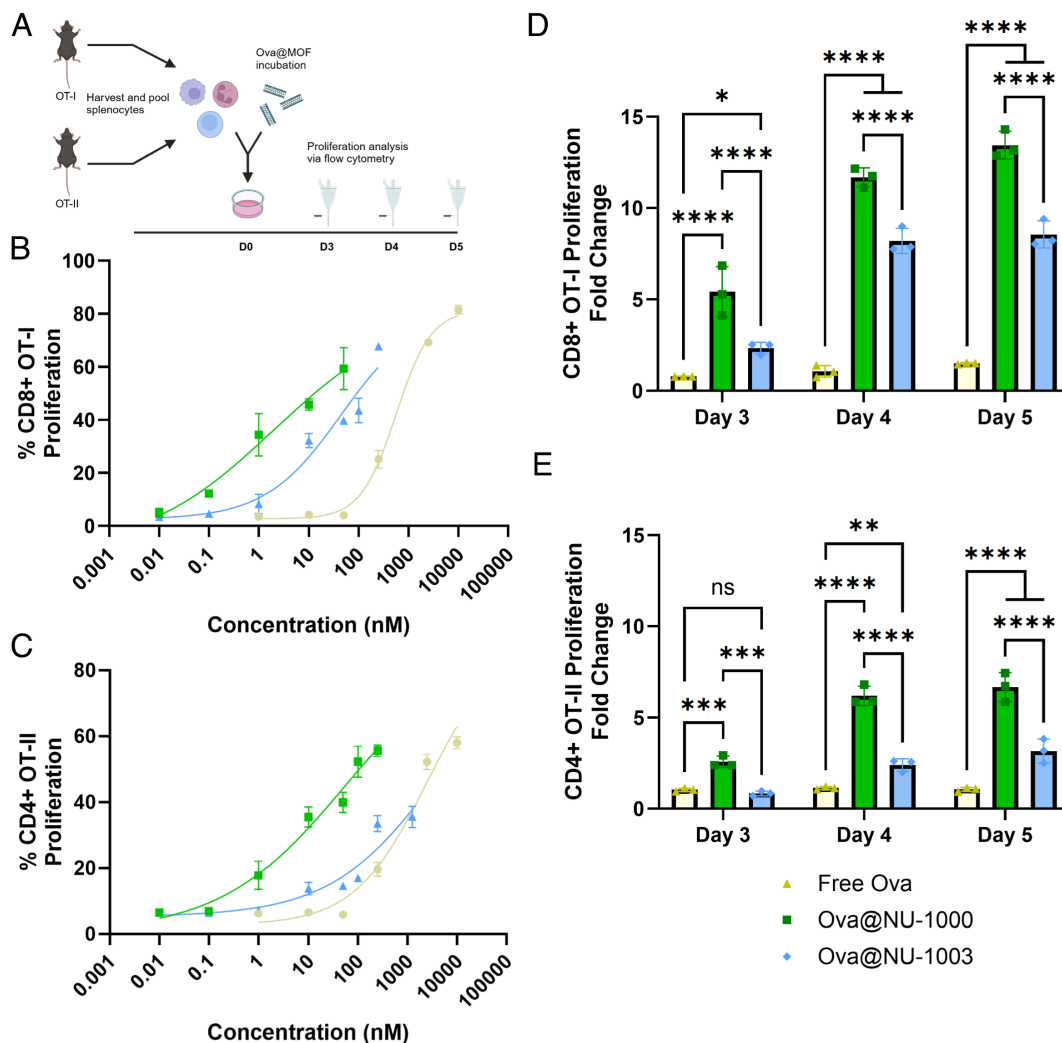 A
OT-I
Harvest and pool
splenocytes
OT-II
Ova@MOF
incubation
Proliferation analysis
via flow cytometry
D0
D3
D4
D5
B
% CD8+ OT-I
Proliferation
100
80
60
40
20
0
0.001
0.01
0.1
1
10
100
1000
10000
100000
Concentration (nM)
C
% CD4+ OT-II
Proliferation
80
60
40
20
0
0.001
0.01
0.1
1
10
100
1000
10000
100000
Concentration (nM)
D
CD8+ OT-I Proliferation
Fold Change
15
10
5
0
****
****
*
****
****
****
****
****
Day 3
Day 4
Day 5
E
CD4+ OT-II Proliferation
Fold Change
15
10
5
0
**
****
ns
****
****
****
***
***
Day 3
Day 4
Day 5
Free Ova
Ova@NU-1000
Ova@NU-1003